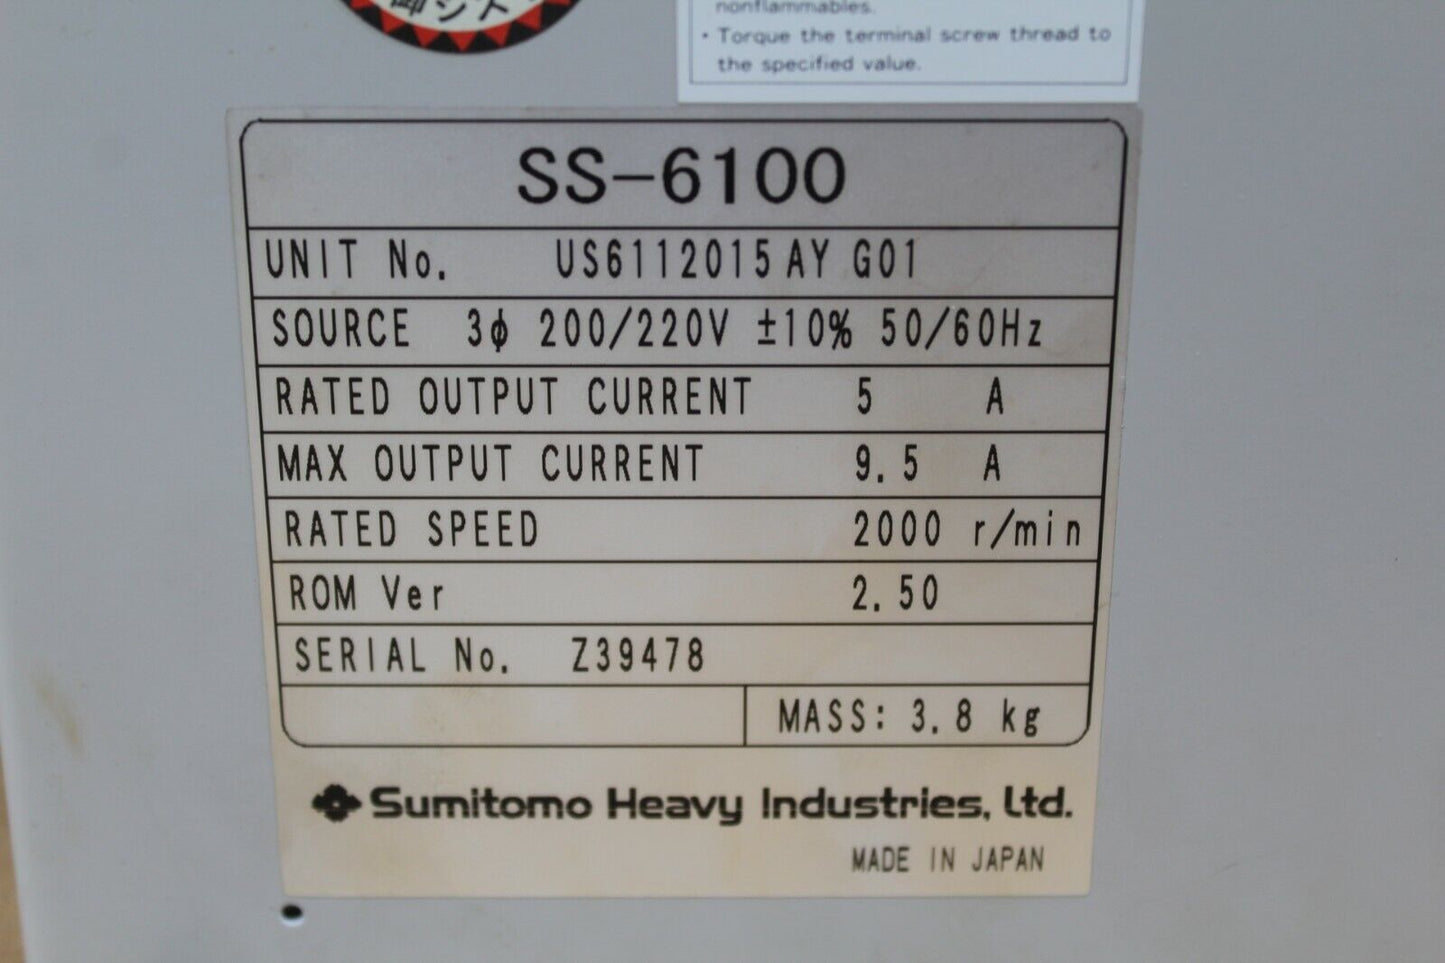 nonflammables.
• Torque the terminal screw thread to
the specified value.
SS-6100
UNIT No. US6112015AY G01
SOURCE 3ϕ 200/220V ±10% 50/60Hz
RATED OUTPUT CURRENT 5 A
MAX OUTPUT CURRENT 9.5 A
RATED SPEED 2000 r/min
ROM Ver 2.50
SERIAL No. Z39478
MASS: 3.8 kg
Sumitomo Heavy Industries, Ltd.
MADE IN JAPAN